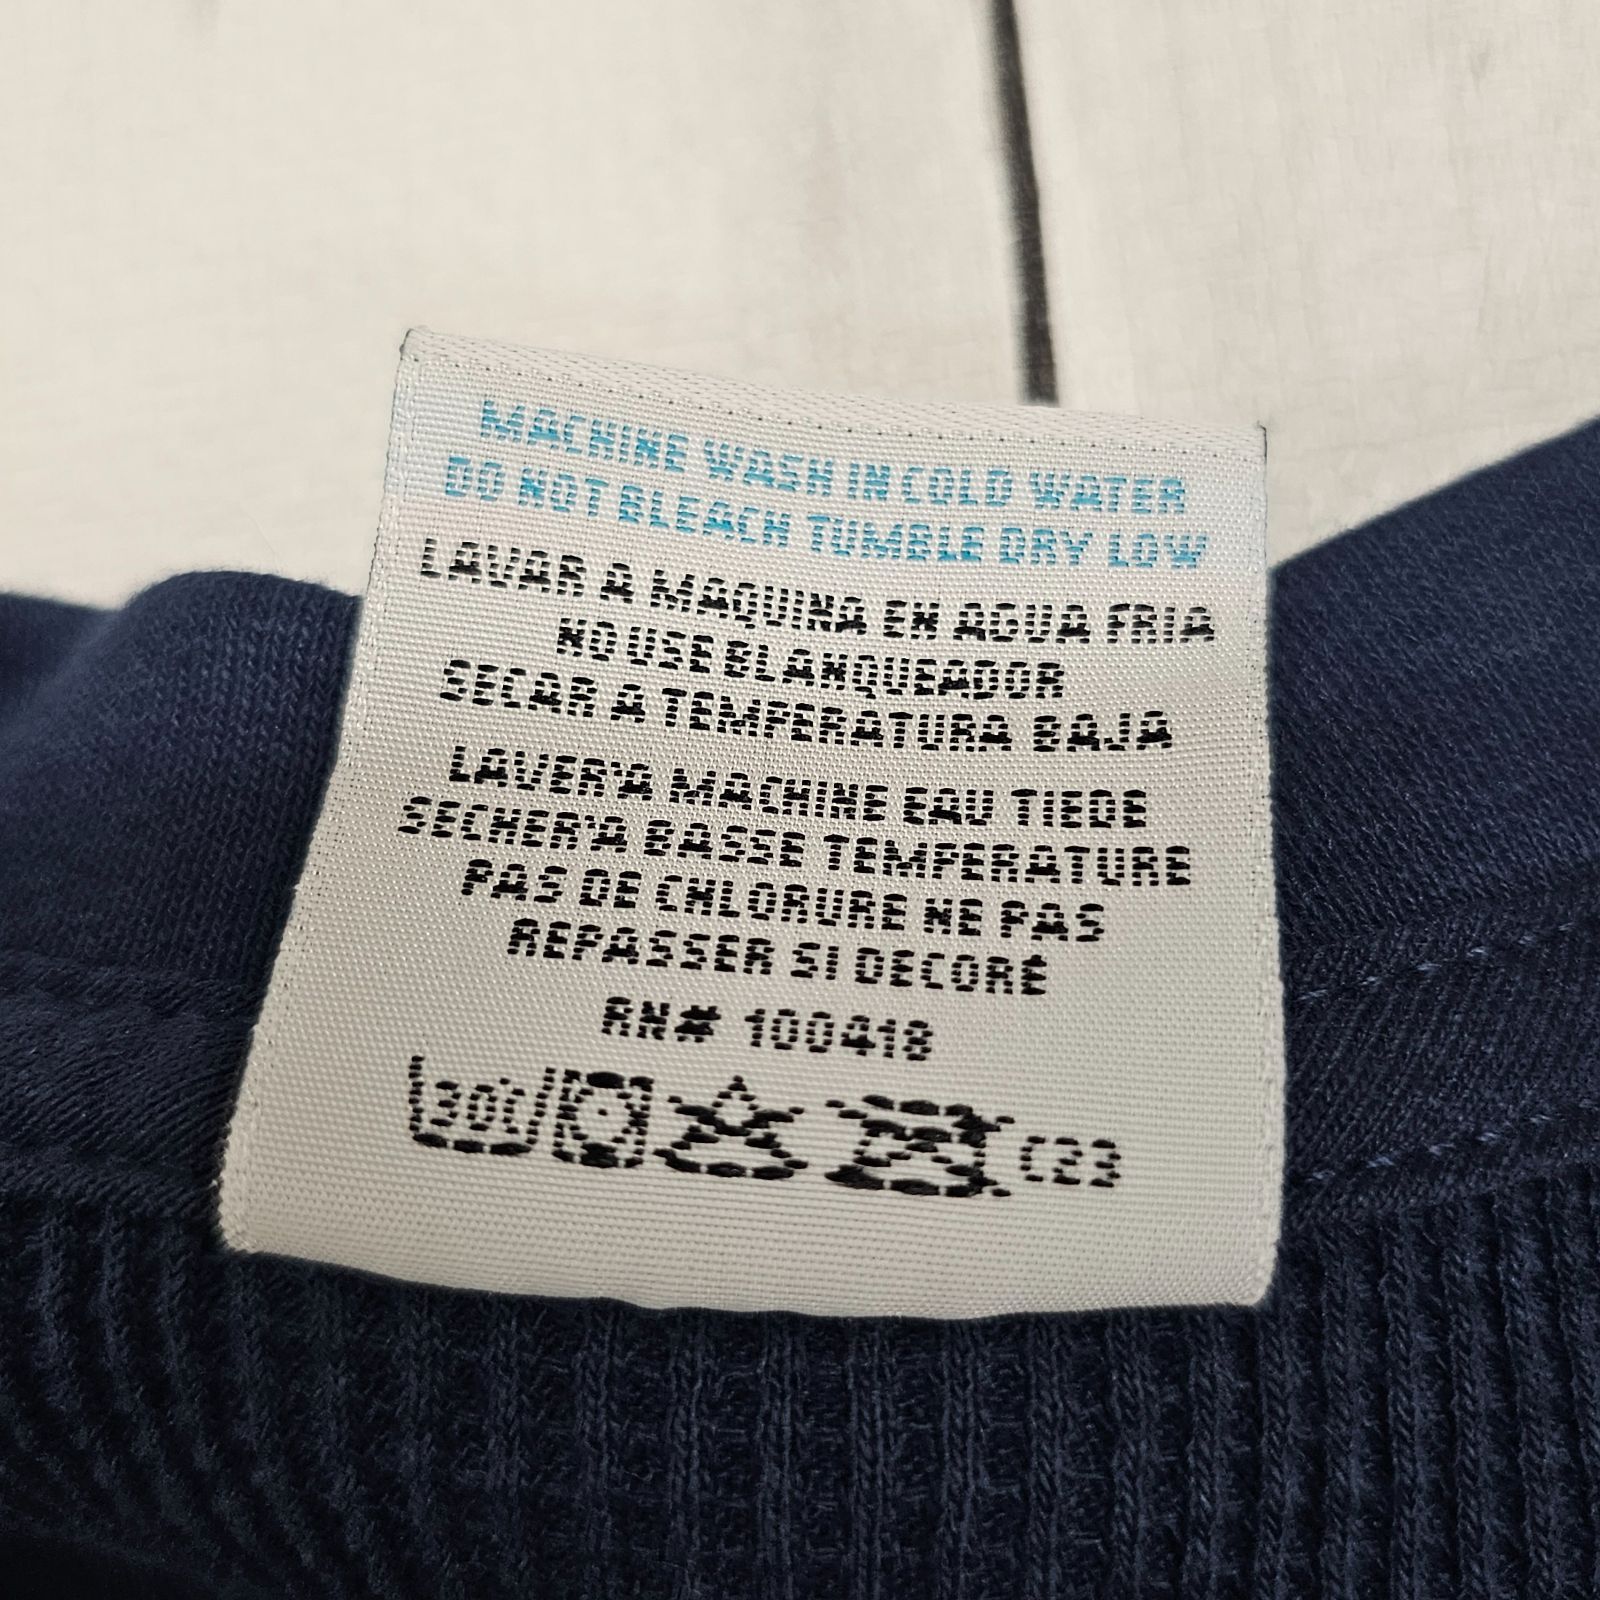 MACHINE WASH IN COLD WATER
DO NOT BLEACH TUMBLE DRY LOW
LAVAR A MAQUINA EN AGUA FRIA
NO USE BLANQUEADOR
SECAR A TEMPERATURA BAJA
LAVER'A MACHINE EAU TIEDE
SECHER'A BASSE TEMPERATURE
PAS DE CHLORURE NE PAS
REPASSER SI DECORÉ
RN# 100418
30C C23